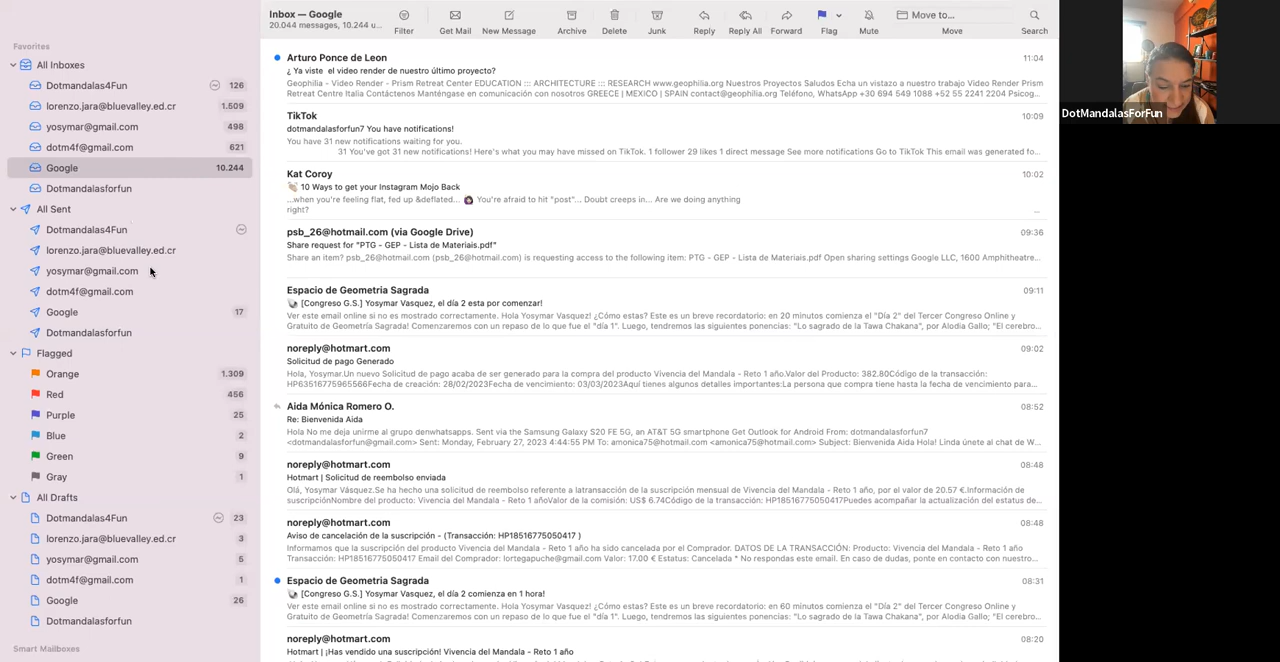 Inbox — Google
20.044 messages, 10.244 u...
Filter
Get Mail
New Message
Archive
Delete
Junk
Reply
Reply All
Forward
Flag
Mute
Move to...
Move
Search
Favorites
All Inboxes
Dotmandalas4Fun 126
lorenzo.jara@bluevalley.ed.cr 1.509
yosymar@gmail.com 498
dotm4f@gmail.com 621
Google 10.244
Dotmandalasforfun
All Sent
Dotmandalas4Fun
lorenzo.jara@bluevalley.ed.cr
yosymar@gmail.com
dotm4f@gmail.com
Google 17
Dotmandalasforfun
Flagged
Orange 1.309
Red 456
Purple 25
Blue 2
Green 9
Gray 1
All Drafts
Dotmandalas4Fun 23
lorenzo.jara@bluevalley.ed.cr 3
yosymar@gmail.com 5
dotm4f@gmail.com 1
Google 26
Dotmandalasforfun
Smart Mailboxes
Arturo Ponce de Leon 11:04
¿ Ya viste el video render de nuestro último proyecto?
Geophilia - Video Render - Prism Retreat Center EDUCATION ::: ARCHITECTURE ::: RESEARCH www.geophilia.org Nuestros Proyectos Saludos Echa un vistazo a nuestro trabajo Video Render Prism
Retreat Center Italia Contáctenos Manténgase en comunicación con nosotros GREECE | MEXICO | SPAIN contact@geophilia.org Teléfono, WhatsApp +30 694 549 1088 +52 55 2241 2204 Psicog...
TikTok 10:09
dotmandalasforfun7 You have notifications!
You have 31 new notifications waiting for you.
31 You've got 31 new notifications! Here's what you may have missed on TikTok. 1 follower 29 likes 1 direct message See more notifications Go to TikTok This email was generated fo...
Kat Coroy 10:02
10 Ways to get your Instagram Mojo Back
...when you're feeling flat, fed up &deflated... You're afraid to hit "post"... Doubt creeps in... Are we doing anything
right? ...
psb_26@hotmail.com (via Google Drive) 09:36
Share request for "PTG - GEP - Lista de Materiais.pdf"
Share an item? psb_26@hotmail.com (psb_26@hotmail.com) is requesting access to the following item: PTG - GEP - Lista de Materiais.pdf Open sharing settings Google LLC, 1600 Amphitheatre...
Espacio de Geometria Sagrada 09:11
[Congreso G.S.] Yosymar Vasquez, el día 2 esta por comenzar!
Ver este email online si no es mostrado correctamente. Hola Yosymar Vasquez! ¿Cómo estas? Este es un breve recordatorio: en 20 minutos comienza el "Día 2" del Tercer Congreso Online y
Gratuito de Geometría Sagrada! Comenzaremos con un repaso de lo que fue el "día 1". Luego, tendremos las siguientes ponencias: "Lo sagrado de la Tawa Chakana", por Alodia Gallo; "El cerebro...
noreply@hotmart.com 09:02
Solicitud de pago Generado
Hola, Yosymar.Un nuevo Solicitud de pago acaba de ser generado para la compra del producto Vivencia del Mandala - Reto 1 año.Valor del Producto: 382.80Código de la transacción:
HP63516775965566Fecha de creación: 28/02/2023Fecha de vencimiento: 03/03/2023Aquí tienes algunos detalles importantes:La persona que compra tiene hasta la fecha de vencimiento para...
Aida Mónica Romero O. 08:52
Re: Bienvenida Aida
Hola No me deja unirme al grupo denwhatsapps. Sent via the Samsung Galaxy S20 FE 5G, an AT&T 5G smartphone Get Outlook for Android From: dotmandalasforfun7
<dotmandalasforfun@gmail.com> Sent: Monday, February 27, 2023 4:44:55 PM To: amonica75@hotmail.com <amonica75@hotmail.com> Subject: Bienvenida Aida Hola! Linda únete al chat de W...
noreply@hotmart.com 08:48
Hotmart | Solicitud de reembolso enviada
Olá, Yosymar Vásquez.Se ha hecho una solicitud de reembolso referente a latransacción de la suscripción mensual de Vivencia del Mandala - Reto 1 año, por el valor de 20.57 €.Información de
suscripciónNombre del producto: Vivencia del Mandala - Reto 1 añoValor de la comisión: US$ 6.74Código de la transacción: HP18516775050417Puedes acompañar la actualización del estatus de...
noreply@hotmart.com 08:48
Aviso de cancelación de la suscripción - (Transacción: HP18516775050417 )
Informamos que la suscripción del producto Vivencia del Mandala - Reto 1 año ha sido cancelada por el Comprador. DATOS DE LA TRANSACCIÓN: Producto: Vivencia del Mandala - Reto 1 año
Transacción: HP18516775050417 Email del Comprador: lortegapuche@gmail.com Valor: 17.00 € Estatus: Cancelada * No respondas este email. En caso de dudas, ponte en contacto con nuestro...
Espacio de Geometria Sagrada 08:31
[Congreso G.S.] Yosymar Vasquez, el día 2 comienza en 1 hora!
Ver este email online si no es mostrado correctamente. Hola Yosymar Vasquez! ¿Cómo estas? Este es un breve recordatorio: en 60 minutos comienza el "Día 2" del Tercer Congreso Online y
Gratuito de Geometría Sagrada! Comenzaremos con un repaso de lo que fue el "día 1". Luego, tendremos las siguientes ponencias: "Lo sagrado de la Tawa Chakana", por Alodia Gallo; "El cerebro...
noreply@hotmart.com 08:20
Hotmart | ¡Has vendido una suscripción! Vivencia del Mandala - Reto 1 año
DotMandalasForFun